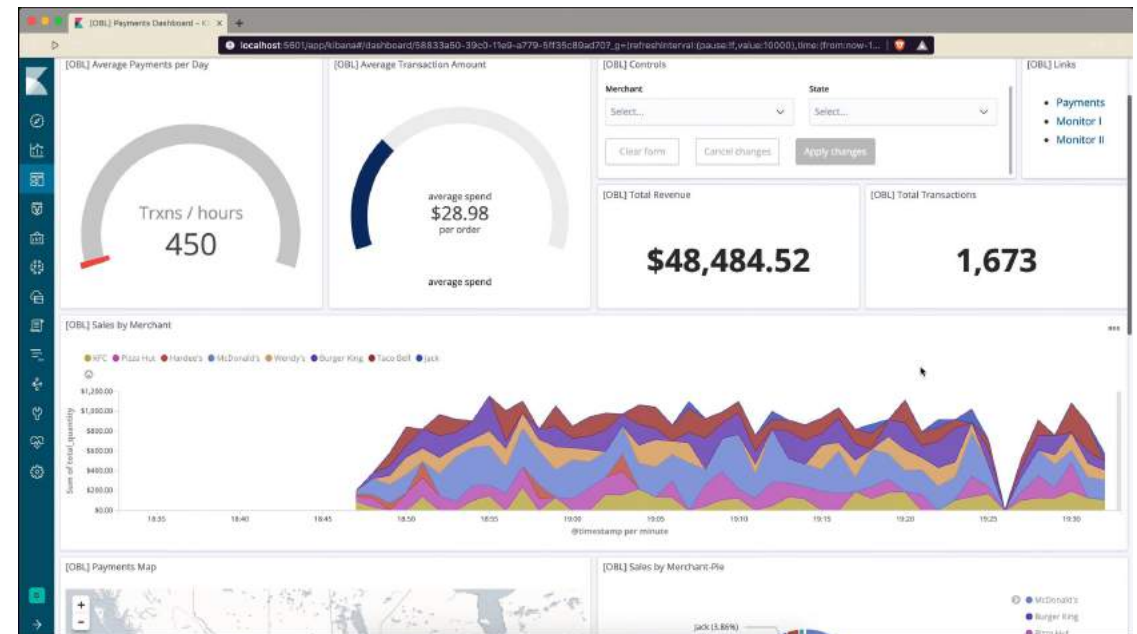 [OBL] Payments Dashboard - Ki
localhost:5601/app/kibana#/dashboard/58833a50-39c0-11e9-a779-5ff35c89ad70?_g=(refreshInterval:(pause:!f,value:10000),time:(from:now-1...
[OBL] Average Payments per Day
Trxns / hours
450
[OBL] Average Transaction Amount
average spend
$28.98
per order
average spend
[OBL] Controls
Merchant
Select...
State
Select...
Clear form
Cancel changes
Apply changes
[OBL] Links
Payments
Monitor I
Monitor II
[OBL] Total Revenue
$48,484.52
[OBL] Total Transactions
1,673
[OBL] Sales by Merchant
KFC Pizza Hut Hardee's McDonald's Wendy's Burger King Taco Bell Jack
Sum of total_quantity
$1,200.00
$1,000.00
$800.00
$600.00
$400.00
$200.00
$0.00
18:35 18:40 18:45 18:50 18:55 19:00 19:05 19:10 19:15 19:20 19:25 19:30
@timestamp per minute
[OBL] Payments Map
+
−
[OBL] Sales by Merchant-Pie
Jack (3.86%)
McDonald's
Burger King
Pizza Hut